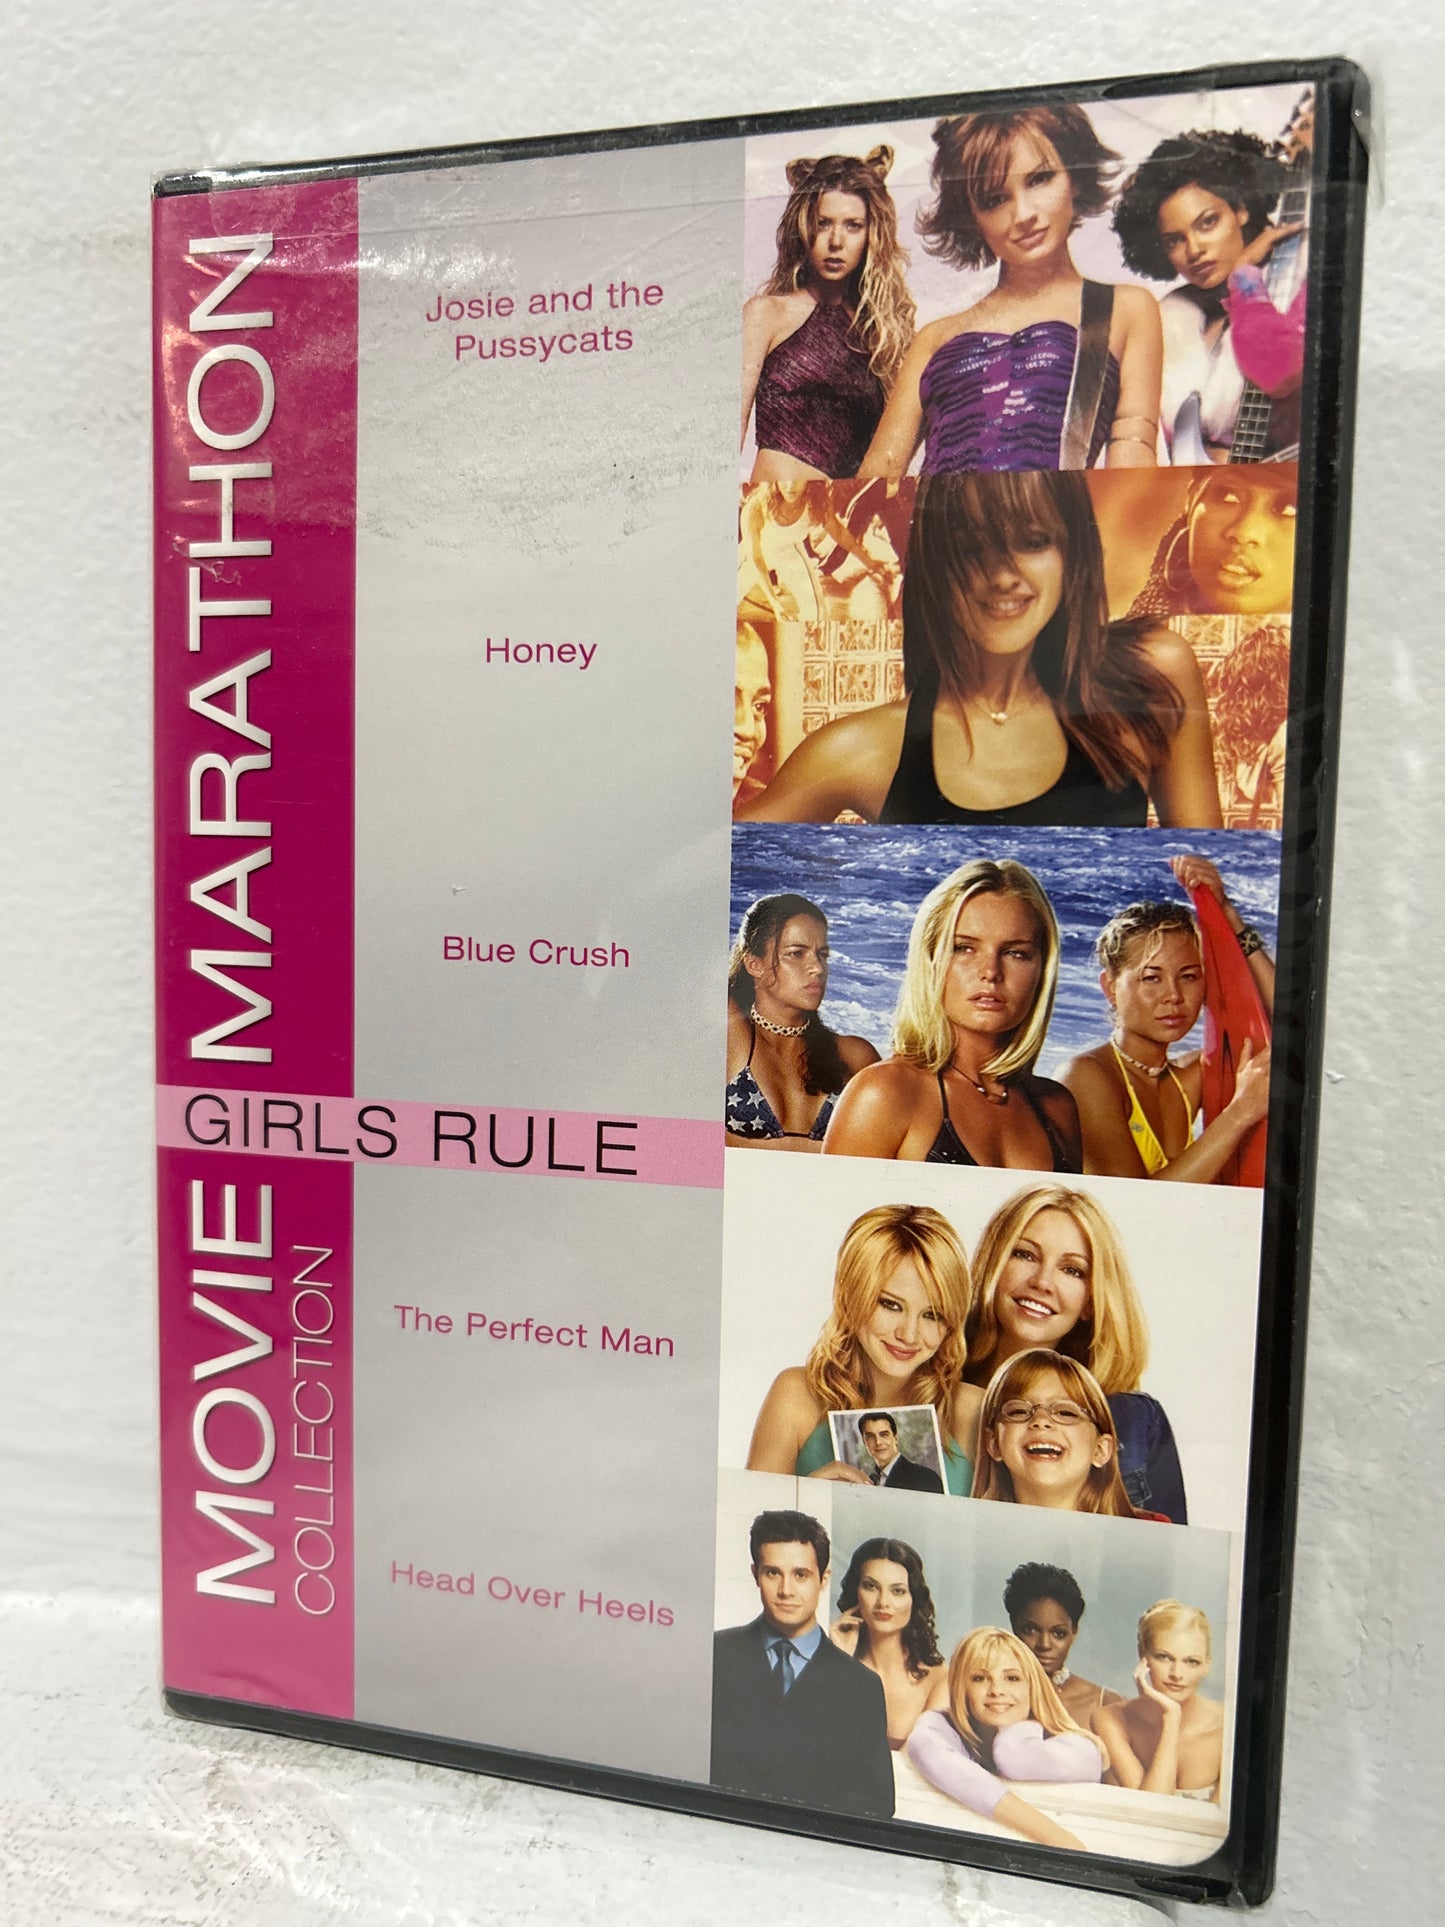 MOVIE MARATHON
COLLECTION
GIRLS RULE
Josie and the
Pussycats
Honey
Blue Crush
The Perfect Man
Head Over Heels